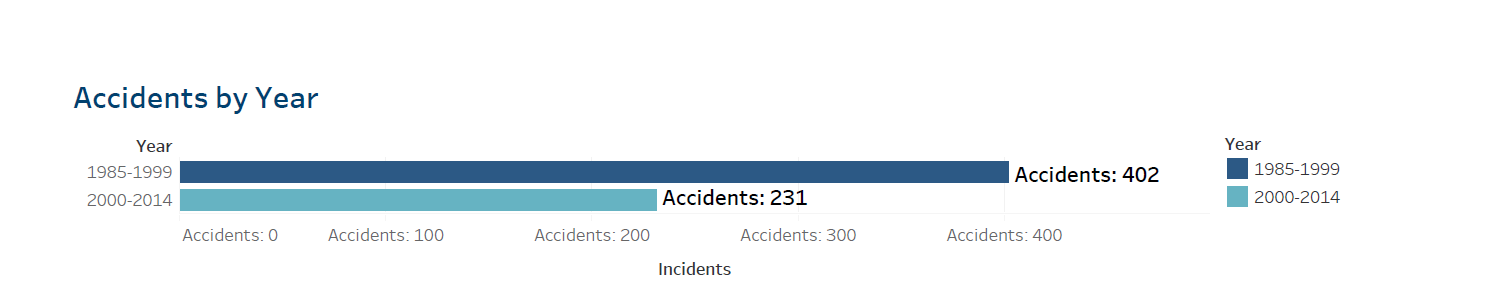 Accidents by Year
Year
1985-1999
Accidents: 402
2000-2014
Accidents: 231
Accidents: 0
Accidents: 100
Accidents: 200
Accidents: 300
Accidents: 400
Incidents
Year
1985-1999
2000-2014